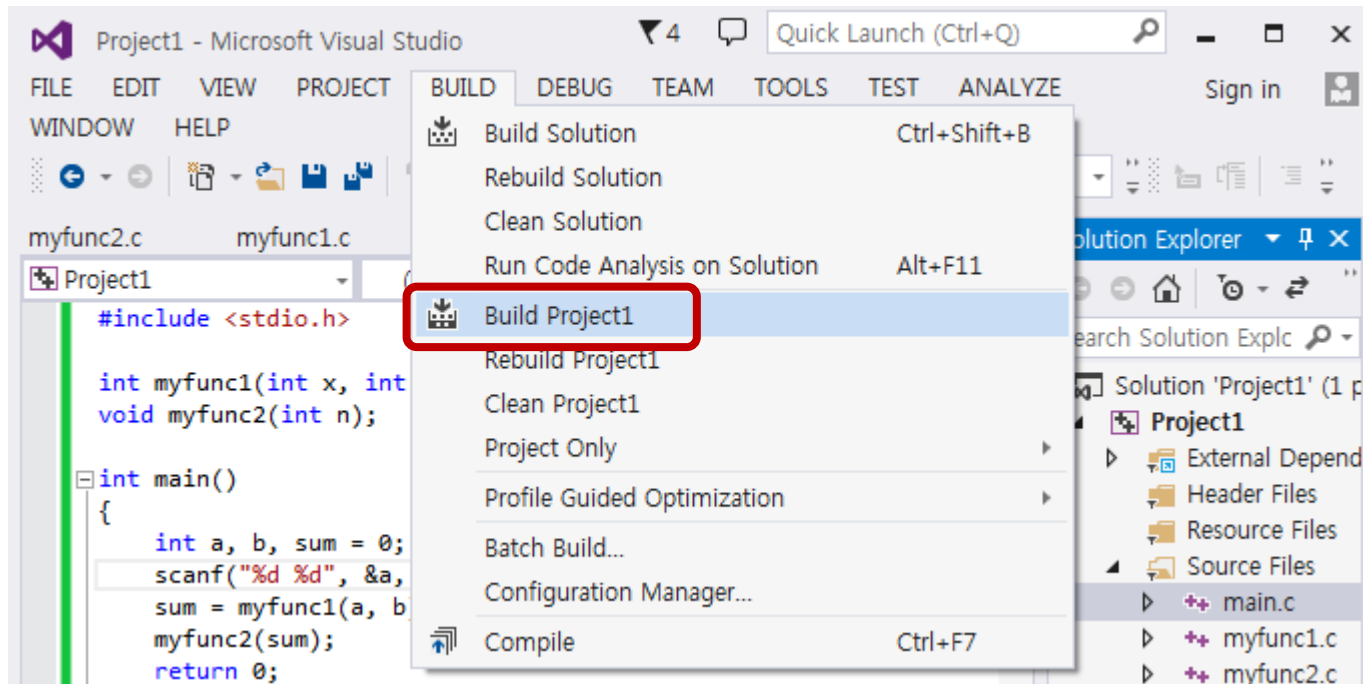 Project1 - Microsoft Visual Studio
4
Quick Launch (Ctrl+Q)
FILE EDIT VIEW PROJECT BUILD DEBUG TEAM TOOLS TEST ANALYZE
Sign in
WINDOW HELP
Build Solution Ctrl+Shift+B
Rebuild Solution
Clean Solution
Run Code Analysis on Solution Alt+F11
Build Project1
Rebuild Project1
Clean Project1
Project Only
Profile Guided Optimization
Batch Build...
Configuration Manager...
Compile Ctrl+F7
myfunc2.c myfunc1.c
Project1
#include <stdio.h>
int myfunc1(int x, int
void myfunc2(int n);
int main()
{
int a, b, sum = 0;
scanf("%d %d", &a,
sum = myfunc1(a, b
myfunc2(sum);
return 0;
olution Explorer
earch Solution Explc
Solution 'Project1' (1 p
Project1
External Depend
Header Files
Resource Files
Source Files
main.c
myfunc1.c
myfunc2.c